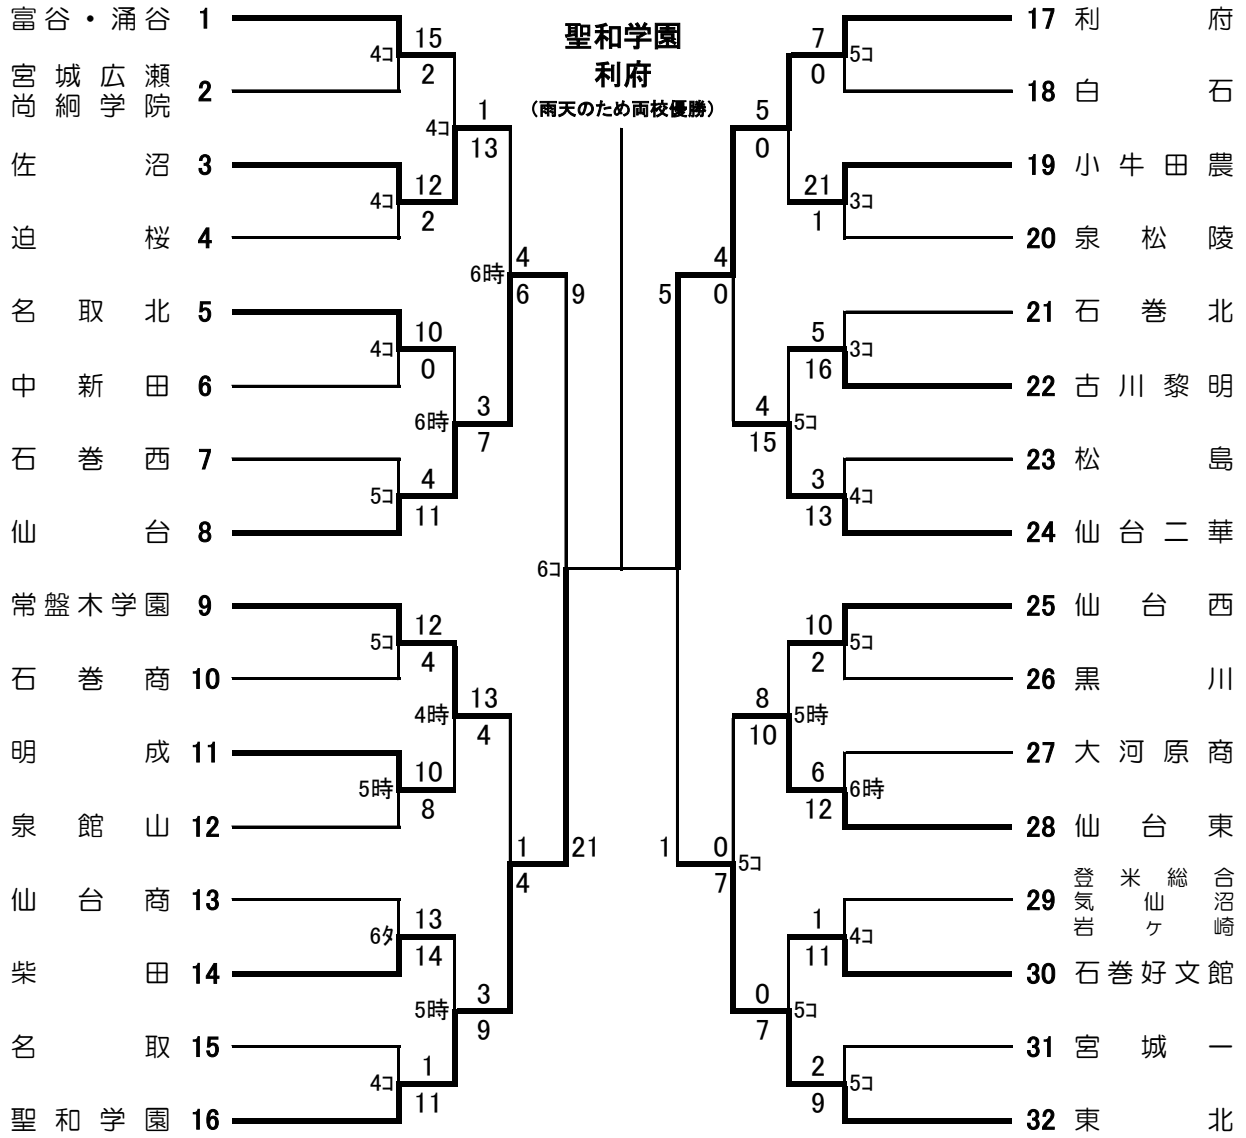 聖和学園
利府
(雨天のため両校優勝)
富谷・涌谷 1
宮城広瀬
尚絅学院 2
佐沼 3
迫桜 4
名取北 5
中新田 6
石巻西 7
仙台 8
常盤木学園 9
石巻商 10
明成 11
泉館山 12
仙台商 13
柴田 14
名取 15
聖和学園 16
4コ 15
2
4コ 12
2
4コ 10
0
5コ 4
11
5コ 12
4
5時 10
8
6タ 13
14
4コ 1
11
4コ 1
13
6時 3
7
4時 13
4
5時 3
9
6時 4
6
1
4
9
6コ
21
5
1
4
0
0
5コ
7
5
0
4
5コ
15
8
5時
10
0
5コ
7
7
5コ
0
21
3コ
1
5
3コ
16
3
4コ
13
10
5コ
2
6
6時
12
1
4コ
11
2
5コ
9
17 利府
18 白石
19 小牛田農
20 泉松陵
21 石巻北
22 古川黎明
23 松島
24 仙台二華
25 仙台西
26 黒川
27 大河原商
28 仙台東
登米総合
29 気仙沼
岩ヶ崎
30 石巻好文館
31 宮城一
32 東北